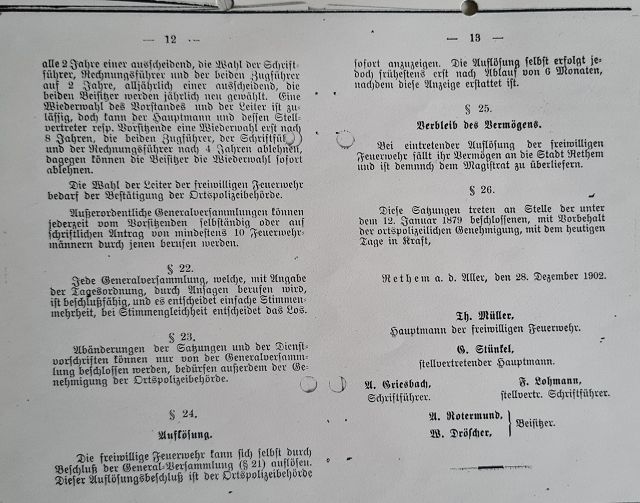 — 12 —
alle 2 Jahre einer ausscheidend, die Wahl der Schrift-
führer, Rechnungsführer und der beiden Zugführer
auf 2 Jahre, alljährlich einer ausscheidend, die
beiden Beisitzer werden jährlich neu gewählt. Eine
Wiederwahl des Vorstandes und der Leiter ist zu-
lässig, doch kann der Hauptmann und dessen Stell-
vertreter resp. Vorsitzende eine Wiederwahl erst nach
8 Jahren, die beiden Zugführer, der Schriftführer
und der Rechnungsführer nach 4 Jahren ablehnen,
dagegen können die Beisitzer die Wiederwahl sofort
ablehnen.
Die Wahl der Leiter der freiwilligen Feuerwehr
bedarf der Bestätigung der Ortspolizeibehörde.
Außerordentliche Generalversammlungen können
jederzeit vom Vorsitzenden selbständig oder auf
schriftlichen Antrag von mindestens 10 Feuerwehr-
männern durch jenen berufen werden.
§ 22.
Jede Generalversammlung, welche, mit Angabe
der Tagesordnung, durch Ansagen berufen wird,
ist beschlußfähig, und es entscheidet einfache Stimmen-
mehrheit, bei Stimmengleichheit entscheidet das Los.
§ 23.
Abänderungen der Satzungen und der Dienst-
vorschriften können nur von der Generalversamm-
lung beschlossen werden, bedürfen außerdem der Ge-
nehmigung der Ortspolizeibehörde.
§ 24.
Auflösung.
Die freiwillige Feuerwehr kann sich selbst durch
Beschluß der General-Versammlung (§ 21) auflösen.
Dieser Auflösungsbeschluß ist der Ortspolizeibehörde
— 13 —
sofort anzuzeigen. Die Auflösung selbst erfolgt je-
doch frühestens erst nach Ablauf von 6 Monaten,
nachdem diese Anzeige erstattet ist.
§ 25.
Verbleib des Vermögens.
Bei eintretender Auflösung der freiwilligen
Feuerwehr fällt ihr Vermögen an die Stadt Rethem
und ist demnach dem Magistrat zu überliefern.
§ 26.
Diese Satzungen treten an Stelle der unter
dem 12. Januar 1879 beschlossenen, mit Vorbehalt
der ortspolizeilichen Genehmigung, mit dem heutigen
Tage in Kraft,
Rethem a. d. Aller, den 28. Dezember 1902.
Th. Müller,
Hauptmann der freiwilligen Feuerwehr.
G. Stünkel,
stellvertretender Hauptmann.
A. Griesbach, F. Lohmann,
Schriftführer. stellvertr. Schriftführer.
A. Rotermund,
W. Dröscher,
Beisitzer.